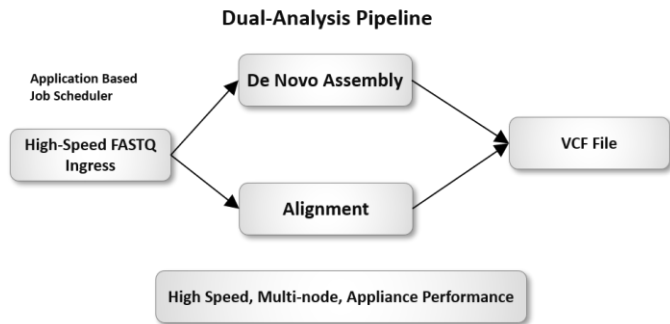 Dual-Analysis Pipeline
De Novo Assembly
Application Based
Job Scheduler
High-Speed FASTQ
Ingress
VCF File
Alignment
High Speed, Multi-node, Appliance Performance